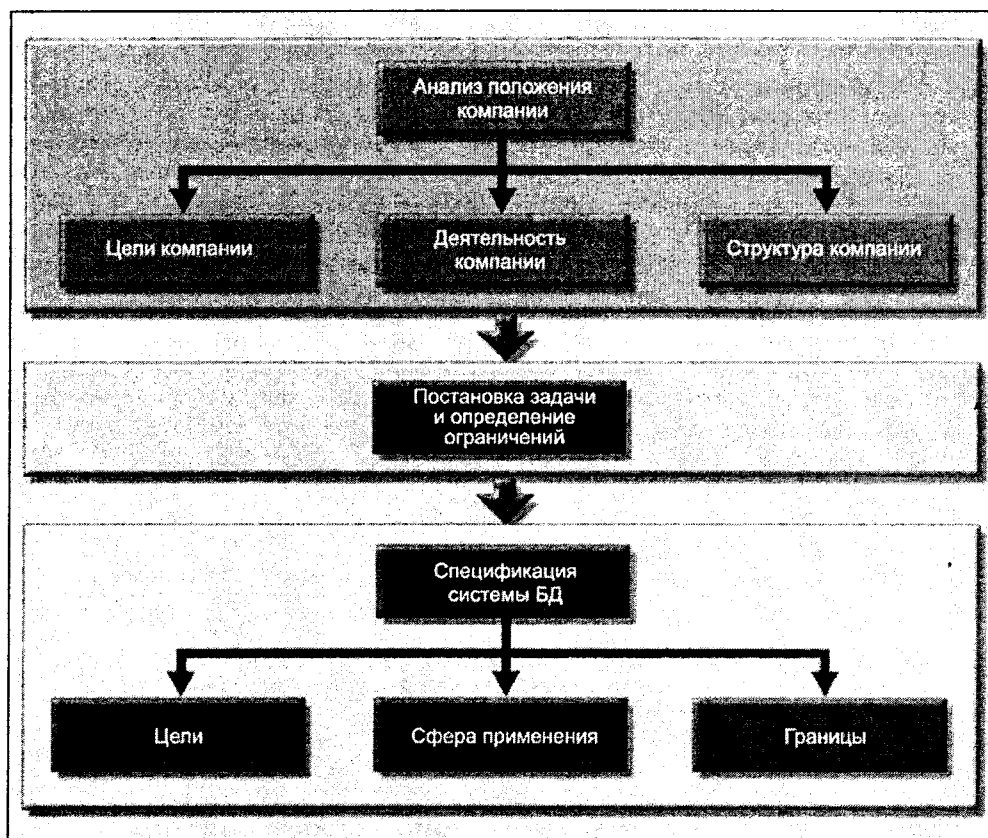 Анализ положения
компании
Цели компании
Деятельность
компании
Структура компании
Постановка задачи
и определение
ограничений
Спецификация
системы БД
Цели
Сфера применения
Границы